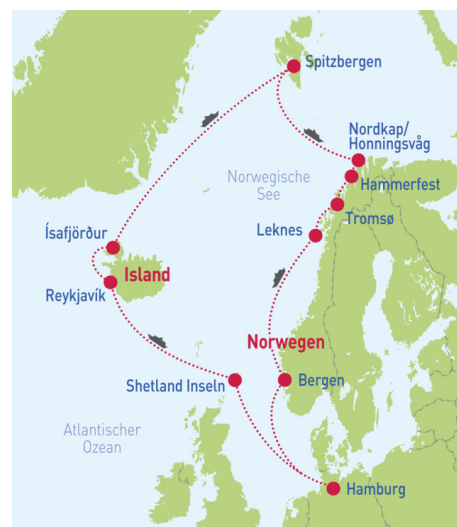 Spitzbergen
Nordkap/
Honningsvåg
Norwegische
See
Hammerfest
Tromsø
Leknes
Ísafjörður
Island
Reykjavík
Norwegen
Shetland Inseln
Bergen
Atlantischer
Ozean
Hamburg